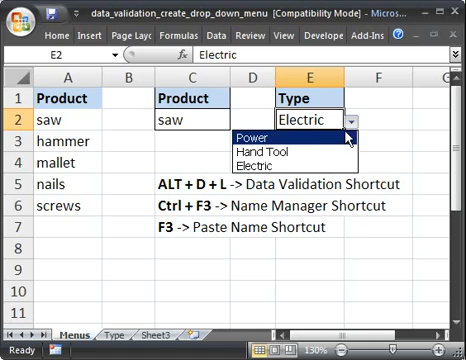 data_validation_create_drop_down_menu [Compatibility Mode] - Micros...
Home Insert Page Layc Formulas Data Review View Develope Add-Ins
E2 fx Electric
A B C D E F G
1 Product Product Type
2 saw saw Electric
3 hammer Power
4 mallet Hand Tool
Electric
5 nails ALT + D + L -> Data Validation Shortcut
6 screws Ctrl + F3 -> Name Manager Shortcut
7 F3 -> Paste Name Shortcut
8
9
10
11
Menus Type Sheet3
Ready 130%